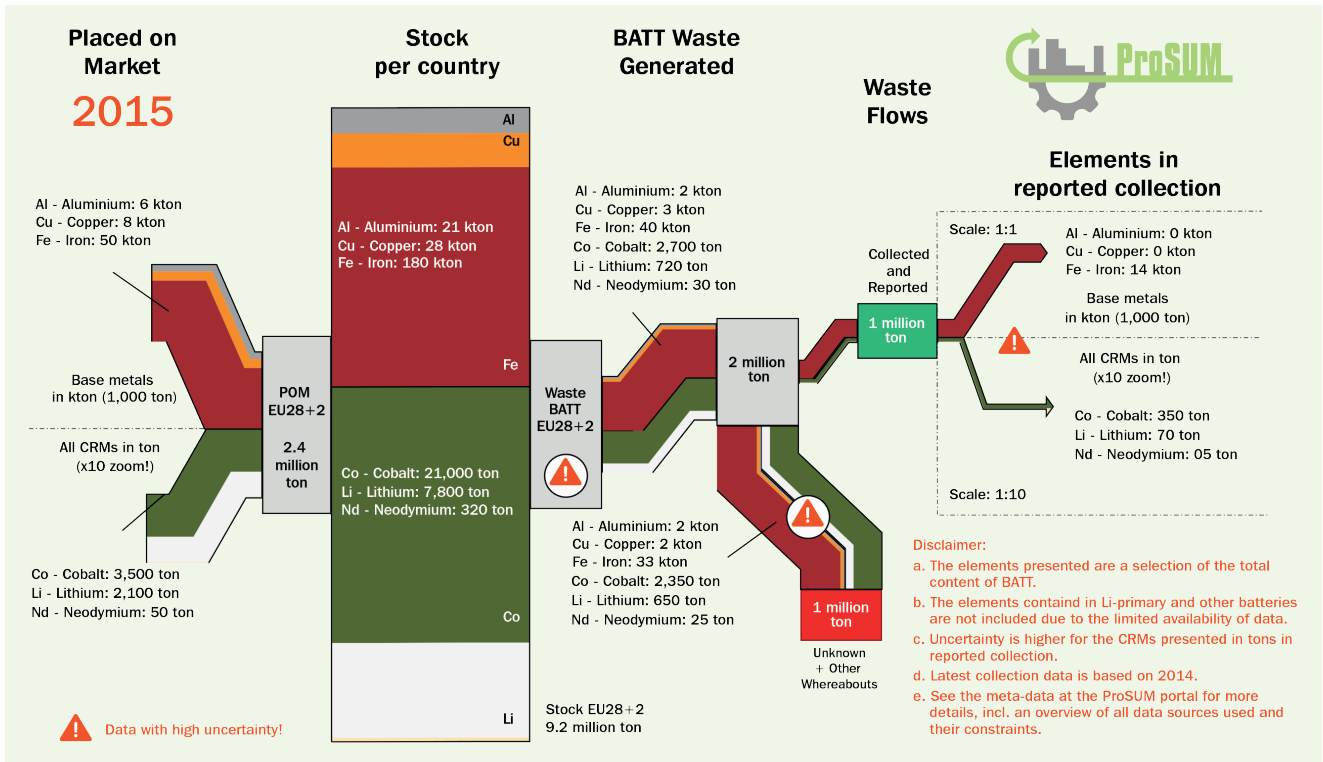 Placed on
Market
2015
Stock
per country
BATT Waste
Generated
Waste
Flows
ProSUM
Elements in
reported collection
Al - Aluminium: 6 kton
Cu - Copper: 8 kton
Fe - Iron: 50 kton
Base metals
in kton (1,000 ton)
All CRMs in ton
(x10 zoom!)
Co - Cobalt: 3,500 ton
Li - Lithium: 2,100 ton
Nd - Neodymium: 50 ton
POM
EU28+2
2.4
million
ton
Al
Cu
Al - Aluminium: 21 kton
Cu - Copper: 28 kton
Fe - Iron: 180 kton
Fe
Co - Cobalt: 21,000 ton
Li - Lithium: 7,800 ton
Nd - Neodymium: 320 ton
Co
Li
Stock EU28+2
9.2 million ton
Waste
BATT
EU28+2
Al - Aluminium: 2 kton
Cu - Copper: 3 kton
Fe - Iron: 40 kton
Co - Cobalt: 2,700 ton
Li - Lithium: 720 ton
Nd - Neodymium: 30 ton
2 million
ton
Al - Aluminium: 2 kton
Cu - Copper: 2 kton
Fe - Iron: 33 kton
Co - Cobalt: 2,350 ton
Li - Lithium: 650 ton
Nd - Neodymium: 25 ton
1 million
ton
Unknown
+ Other
Whereabouts
Collected
and
Reported
1 million
ton
Scale: 1:1
Al - Aluminium: 0 kton
Cu - Copper: 0 kton
Fe - Iron: 14 kton
Base metals
in kton (1,000 ton)
All CRMs in ton
(x10 zoom!)
Co - Cobalt: 350 ton
Li - Lithium: 70 ton
Nd - Neodymium: 05 ton
Scale: 1:10
Disclaimer:
a. The elements presented are a selection of the total
content of BATT.
b. The elements containd in Li-primary and other batteries
are not included due to the limited availability of data.
c. Uncertainty is higher for the CRMs presented in tons in
reported collection.
d. Latest collection data is based on 2014.
e. See the meta-data at the ProSUM portal for more
details, incl. an overview of all data sources used and
their constraints.
Data with high uncertainty!